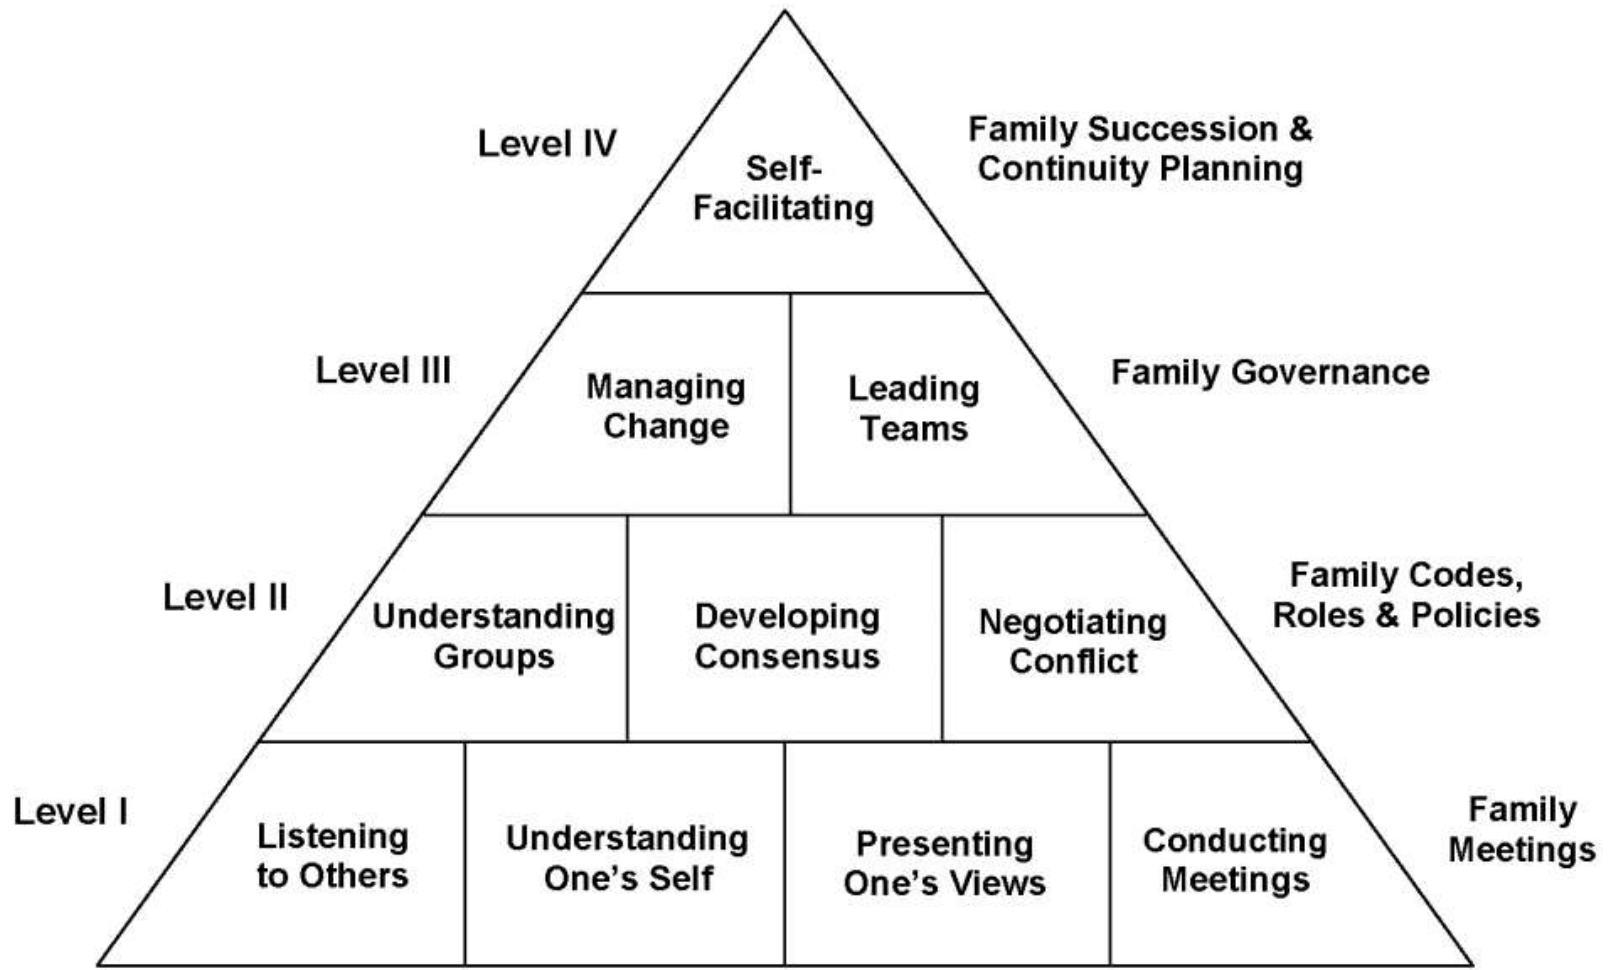 Level IV
Self-
Facilitating
Family Succession &
Continuity Planning
Level III
Managing
Change
Leading
Teams
Family Governance
Level II
Understanding
Groups
Developing
Consensus
Negotiating
Conflict
Family Codes,
Roles & Policies
Level I
Listening
to Others
Understanding
One's Self
Presenting
One's Views
Conducting
Meetings
Family
Meetings